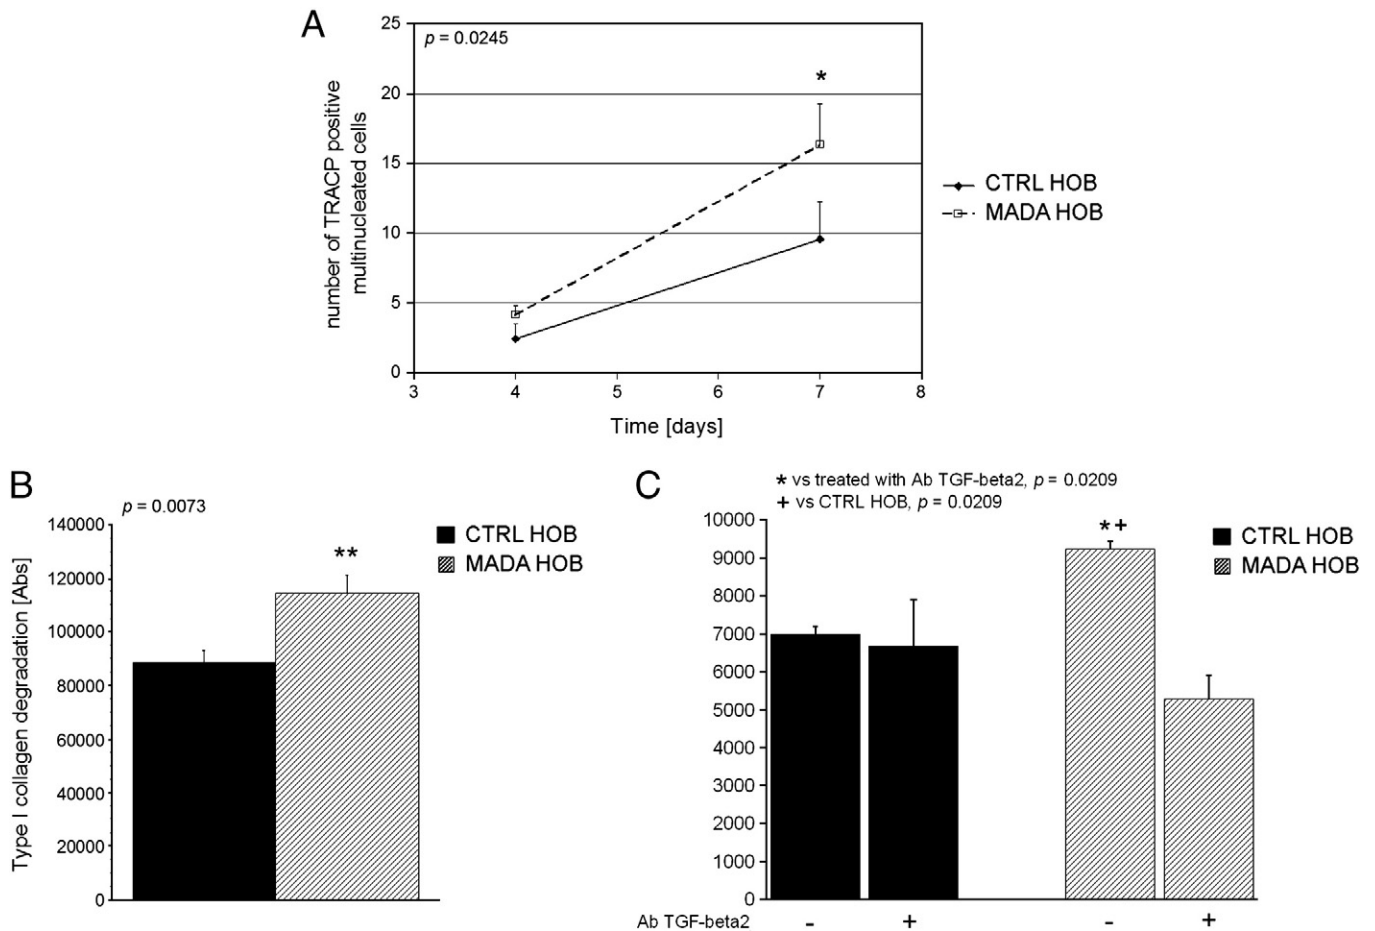 A
p = 0.0245
*
25
20
15
10
5
0
number of TRACP positive
multinucleated cells
3 4 5 6 7 8
Time [days]
CTRL HOB
MADA HOB
B
p = 0.0073
**
140000
120000
100000
80000
60000
40000
20000
0
Type I collagen degradation [Abs]
CTRL HOB
MADA HOB
C
* vs treated with Ab TGF-beta2, p = 0.0209
+ vs CTRL HOB, p = 0.0209
*+
10000
9000
8000
7000
6000
5000
4000
3000
2000
1000
0
CTRL HOB
MADA HOB
Ab TGF-beta2 - + - +